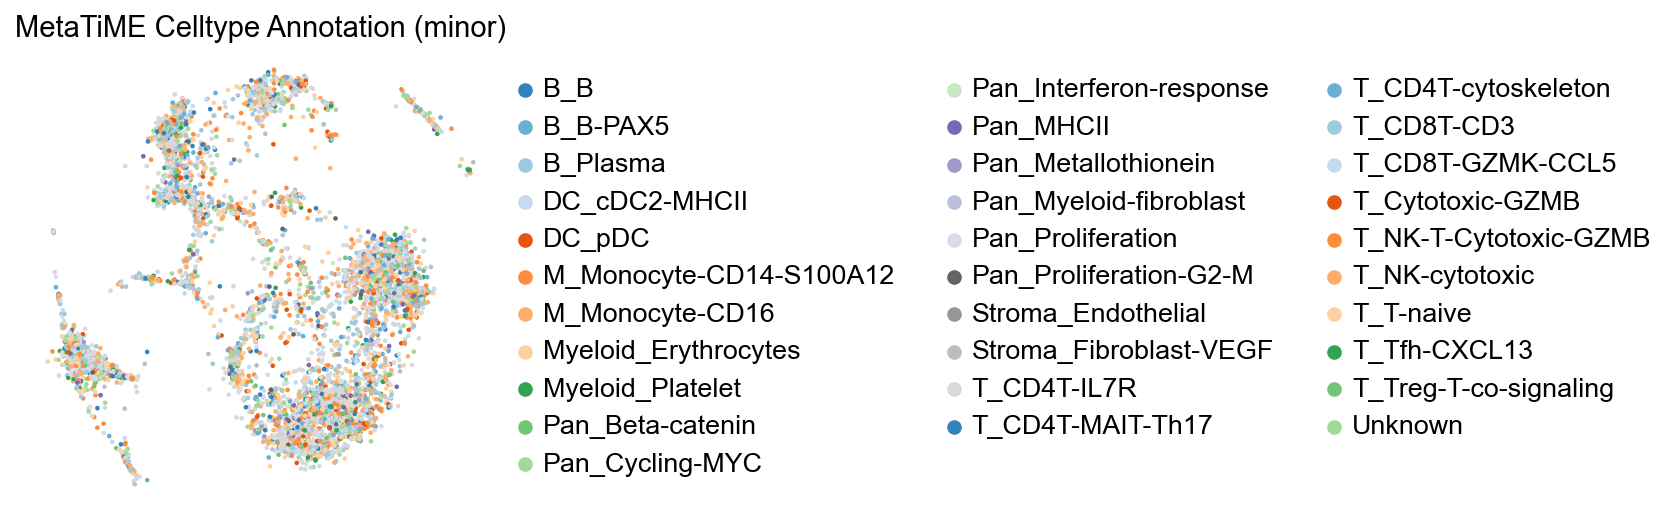 MetaTiME Celltype Annotation (minor)
B_B
B_B-PAX5
B_Plasma
DC_cDC2-MHCII
DC_pDC
M_Monocyte-CD14-S100A12
M_Monocyte-CD16
Myeloid_Erythrocytes
Myeloid_Platelet
Pan_Beta-catenin
Pan_Cycling-MYC
Pan_Interferon-response
Pan_MHCII
Pan_Metallothionein
Pan_Myeloid-fibroblast
Pan_Proliferation
Pan_Proliferation-G2-M
Stroma_Endothelial
Stroma_Fibroblast-VEGF
T_CD4T-IL7R
T_CD4T-MAIT-Th17
T_CD4T-cytoskeleton
T_CD8T-CD3
T_CD8T-GZMK-CCL5
T_Cytotoxic-GZMB
T_NK-T-Cytotoxic-GZMB
T_NK-cytotoxic
T_T-naive
T_Tfh-CXCL13
T_Treg-T-co-signaling
Unknown